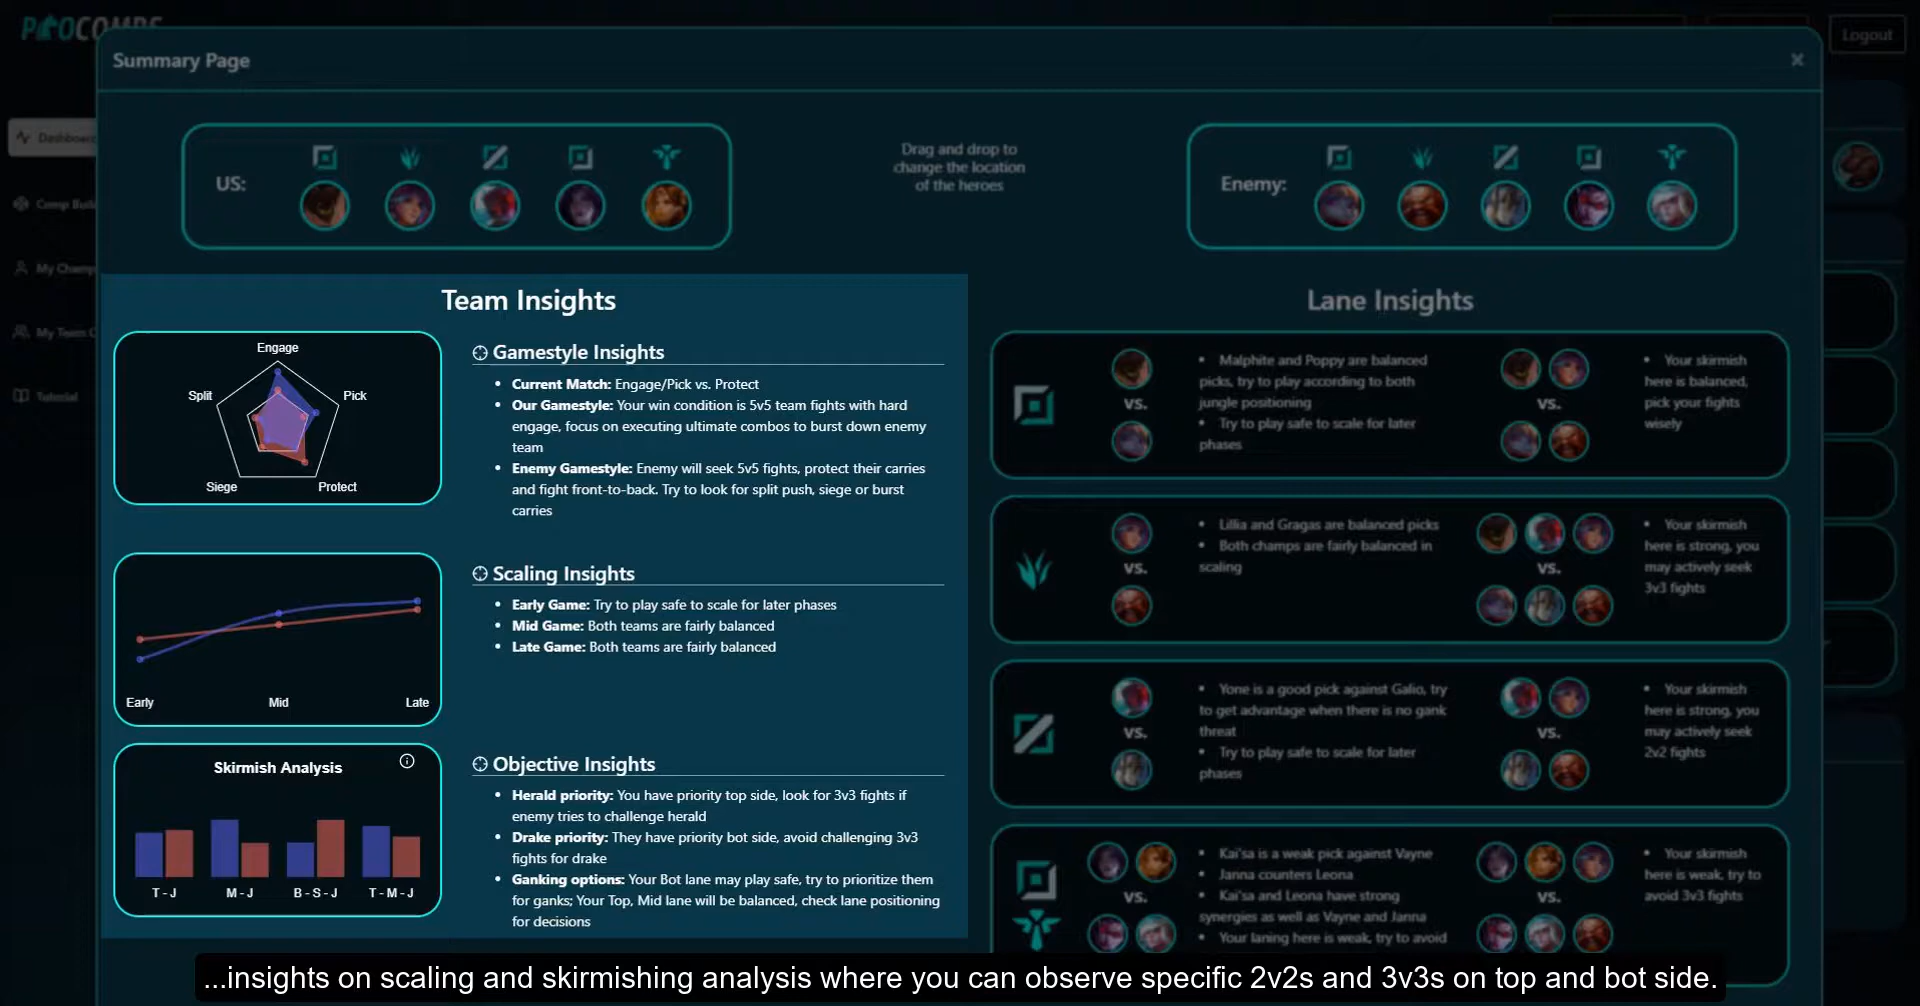 PROCOMPS
Logout
Summary Page
×
Dashboard
Comp Buil
My Champ
My Team C
Tutorial
US:
Drag and drop to
change the location
of the heroes
Enemy:
Team Insights
Engage
Split
Pick
Siege
Protect
Gamestyle Insights
• Current Match: Engage/Pick vs. Protect
• Our Gamestyle: Your win condition is 5v5 team fights with hard
engage, focus on executing ultimate combos to burst down enemy
team
• Enemy Gamestyle: Enemy will seek 5v5 fights, protect their carries
and fight front-to-back. Try to look for split push, siege or burst
carries
Early
Mid
Late
Scaling Insights
• Early Game: Try to play safe to scale for later phases
• Mid Game: Both teams are fairly balanced
• Late Game: Both teams are fairly balanced
Skirmish Analysis
T - J
M - J
B - S - J
T - M - J
Objective Insights
• Herald priority: You have priority top side, look for 3v3 fights if
enemy tries to challenge herald
• Drake priority: They have priority bot side, avoid challenging 3v3
fights for drake
• Ganking options: Your Bot lane may play safe, try to prioritize them
for ganks; Your Top, Mid lane will be balanced, check lane positioning
for decisions
Lane Insights
VS.
• Malphite and Poppy are balanced
picks, try to play according to both
jungle positioning
• Try to play safe to scale for later
phases
VS.
• Your skirmish
here is balanced,
pick your fights
wisely
VS.
• Lillia and Gragas are balanced picks
• Both champs are fairly balanced in
scaling
VS.
• Your skirmish
here is strong, you
may actively seek
3v3 fights
VS.
• Yone is a good pick against Galio, try
to get advantage when there is no gank
threat
• Try to play safe to scale for later
phases
VS.
• Your skirmish
here is strong, you
may actively seek
2v2 fights
VS.
• Kai'sa is a weak pick against Vayne
• Janna counters Leona
• Kai'sa and Leona have strong
synergies as well as Vayne and Janna
• Your laning here is weak, try to avoid
VS.
• Your skirmish
here is weak, try to
avoid 3v3 fights
...insights on scaling and skirmishing analysis where you can observe specific 2v2s and 3v3s on top and bot side.